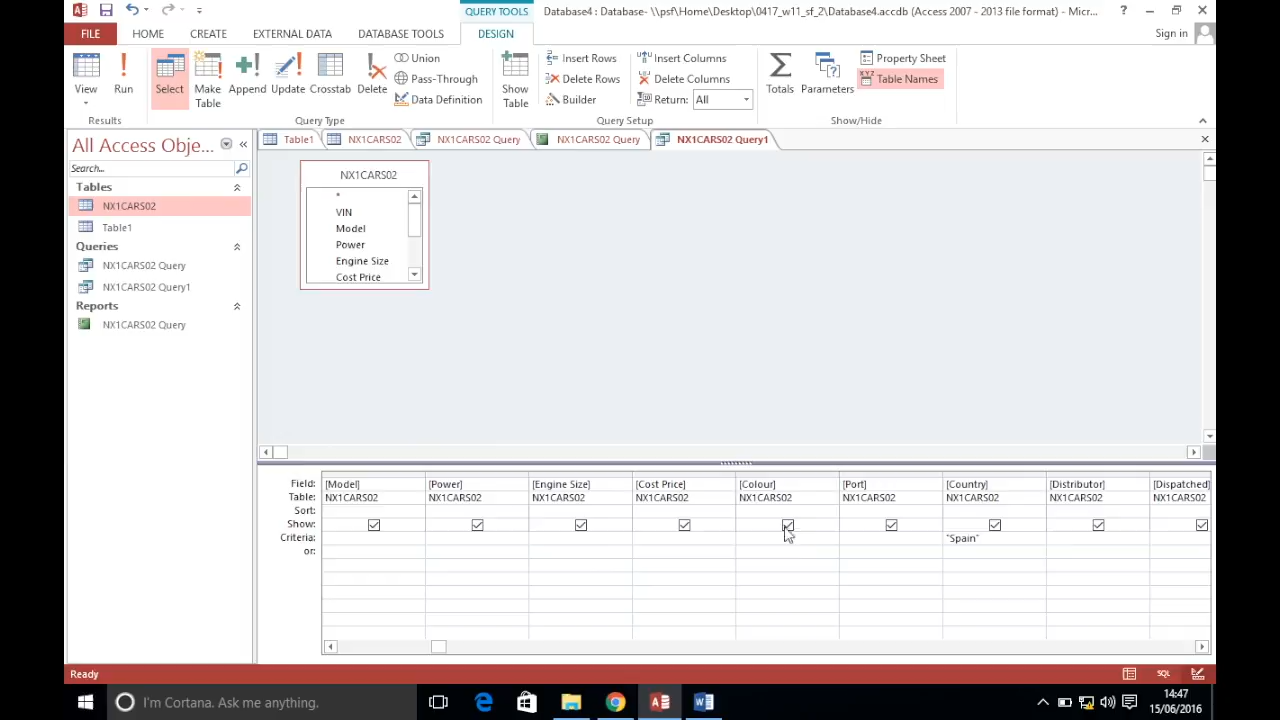 QUERY TOOLS
Database4 : Database- \\psf\Home\Desktop\0417_w11_sf_2\Database4.accdb (Access 2007 - 2013 file format) - Micr...
?
FILE
HOME
CREATE
EXTERNAL DATA
DATABASE TOOLS
DESIGN
Sign in
View
Run
Select
Make Table
Append
Update
Crosstab
Delete
Union
Pass-Through
Data Definition
Show Table
Insert Rows
Delete Rows
Builder
Insert Columns
Delete Columns
Return: All
Totals
Parameters
Property Sheet
Table Names
Results
Query Type
Query Setup
Show/Hide
All Access Obje...
Search...
Tables
NX1CARS02
Table1
Queries
NX1CARS02 Query
NX1CARS02 Query1
Reports
NX1CARS02 Query
Table1
NX1CARS02
NX1CARS02 Query
NX1CARS02 Query
NX1CARS02 Query1
NX1CARS02
*
VIN
Model
Power
Engine Size
Cost Price
Field: [Model] [Power] [Engine Size] [Cost Price] [Colour] [Port] [Country] [Distributor] [Dispatched]
Table: NX1CARS02 NX1CARS02 NX1CARS02 NX1CARS02 NX1CARS02 NX1CARS02 NX1CARS02 NX1CARS02 NX1CARS02
Sort:
Show:
Criteria: "Spain"
or:
Ready
SQL
I'm Cortana. Ask me anything.
14:47
15/06/2016